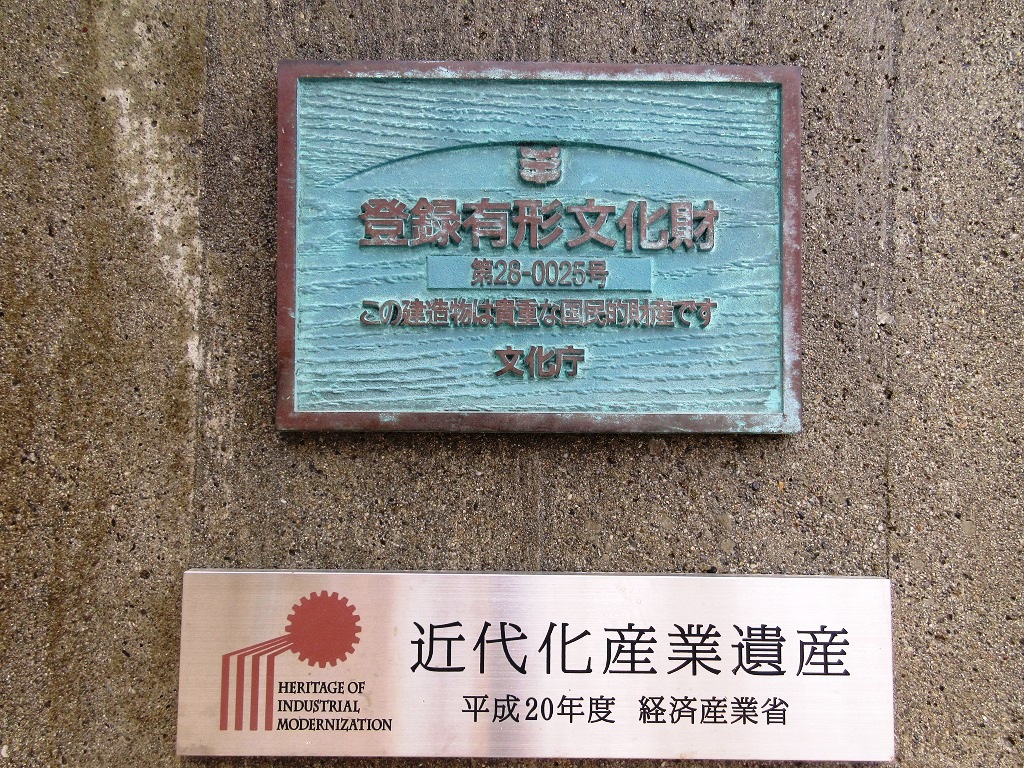 登録有形文化財
第28-0025号
この建造物は貴重な国民的財産です
文化庁
近代化産業遺産
平成20年度 経済産業省
HERITAGE OF
INDUSTRIAL
MODERNIZATION